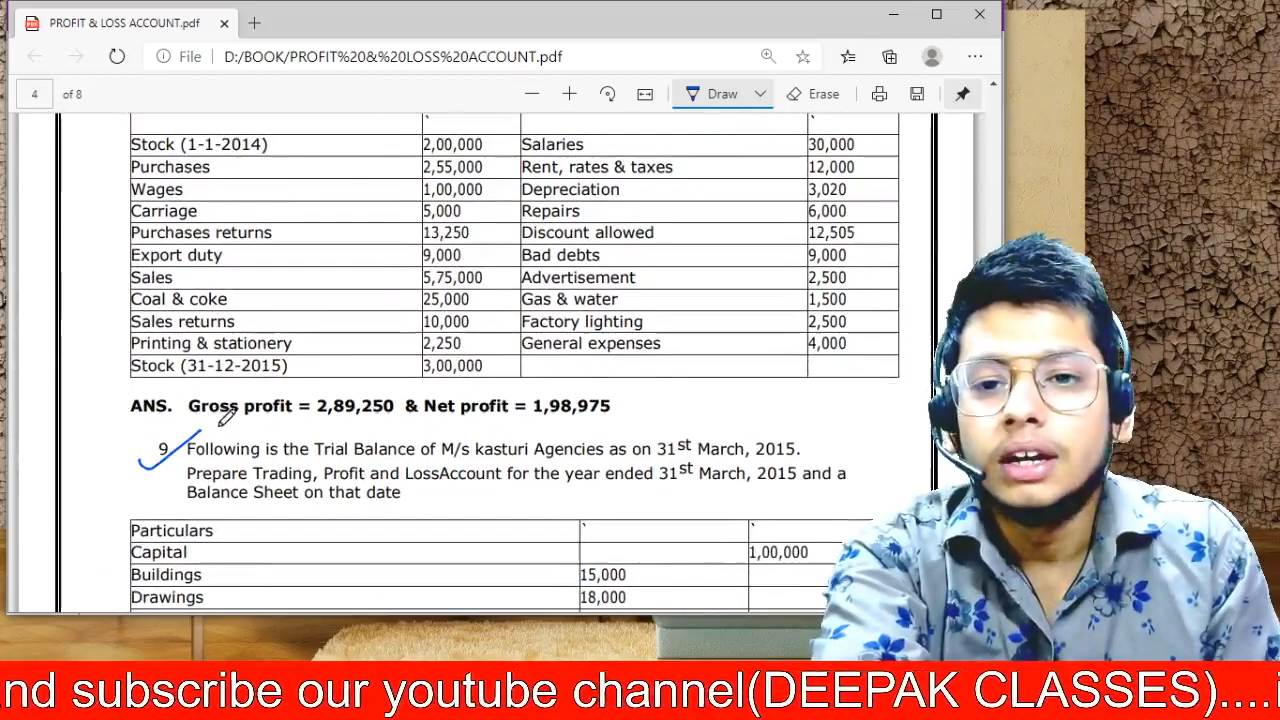 PROFIT & LOSS ACCOUNT.pdf
File D:/BOOK/PROFIT%20&%20LOSS%20ACCOUNT.pdf
4 of 8 Draw Erase
` `
Stock (1-1-2014) 2,00,000 Salaries 30,000
Purchases 2,55,000 Rent, rates & taxes 12,000
Wages 1,00,000 Depreciation 3,020
Carriage 5,000 Repairs 6,000
Purchases returns 13,250 Discount allowed 12,505
Export duty 9,000 Bad debts 9,000
Sales 5,75,000 Advertisement 2,500
Coal & coke 25,000 Gas & water 1,500
Sales returns 10,000 Factory lighting 2,500
Printing & stationery 2,250 General expenses 4,000
Stock (31-12-2015) 3,00,000
ANS. Gross profit = 2,89,250 & Net profit = 1,98,975
9 Following is the Trial Balance of M/s kasturi Agencies as on 31st March, 2015.
Prepare Trading, Profit and LossAccount for the year ended 31st March, 2015 and a
Balance Sheet on that date
Particulars ` `
Capital 1,00,000
Buildings 15,000
Drawings 18,000
nd subscribe our youtube channel(DEEPAK CLASSES)....i